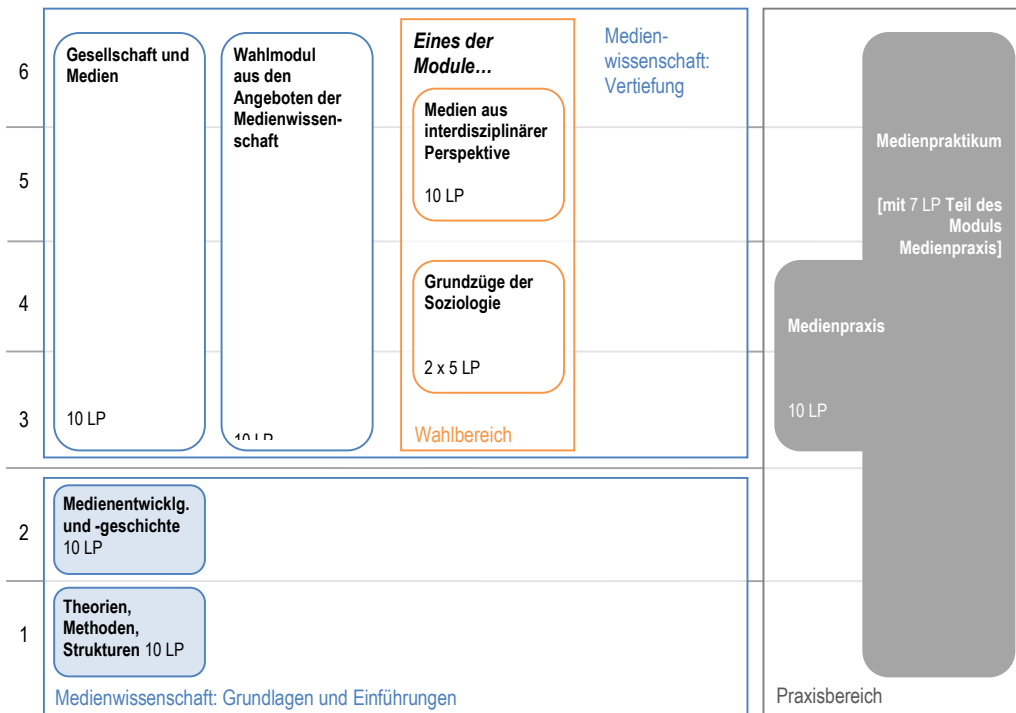 6
5
4
3
2
1
Gesellschaft und
Medien
10 LP
Wahlmodul
aus den
Angeboten der
Medienwissen-
schaft
10 LP
Eines der
Module…
Medien aus
interdisziplinärer
Perspektive
10 LP
Grundzüge der
Soziologie
2 x 5 LP
Wahlbereich
Medien-
wissenschaft:
Vertiefung
Medienentwicklg.
und -geschichte
10 LP
Theorien,
Methoden,
Strukturen 10 LP
Medienwissenschaft: Grundlagen und Einführungen
Medienpraktikum
[mit 7 LP Teil des
Moduls
Medienpraxis]
Medienpraxis
10 LP
Praxisbereich